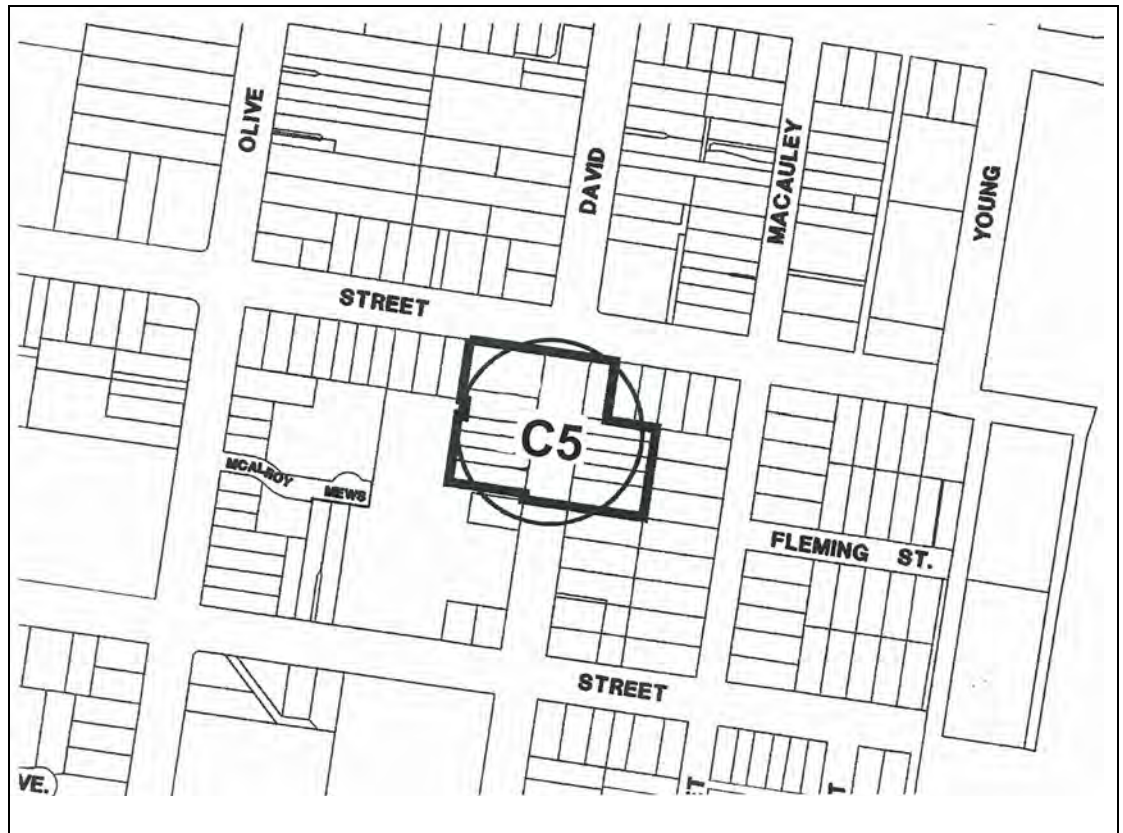 OLIVE
DAVID
MACAULEY
YOUNG
STREET
C5
MCALROY
MEWS
FLEMING ST.
STREET
VE.